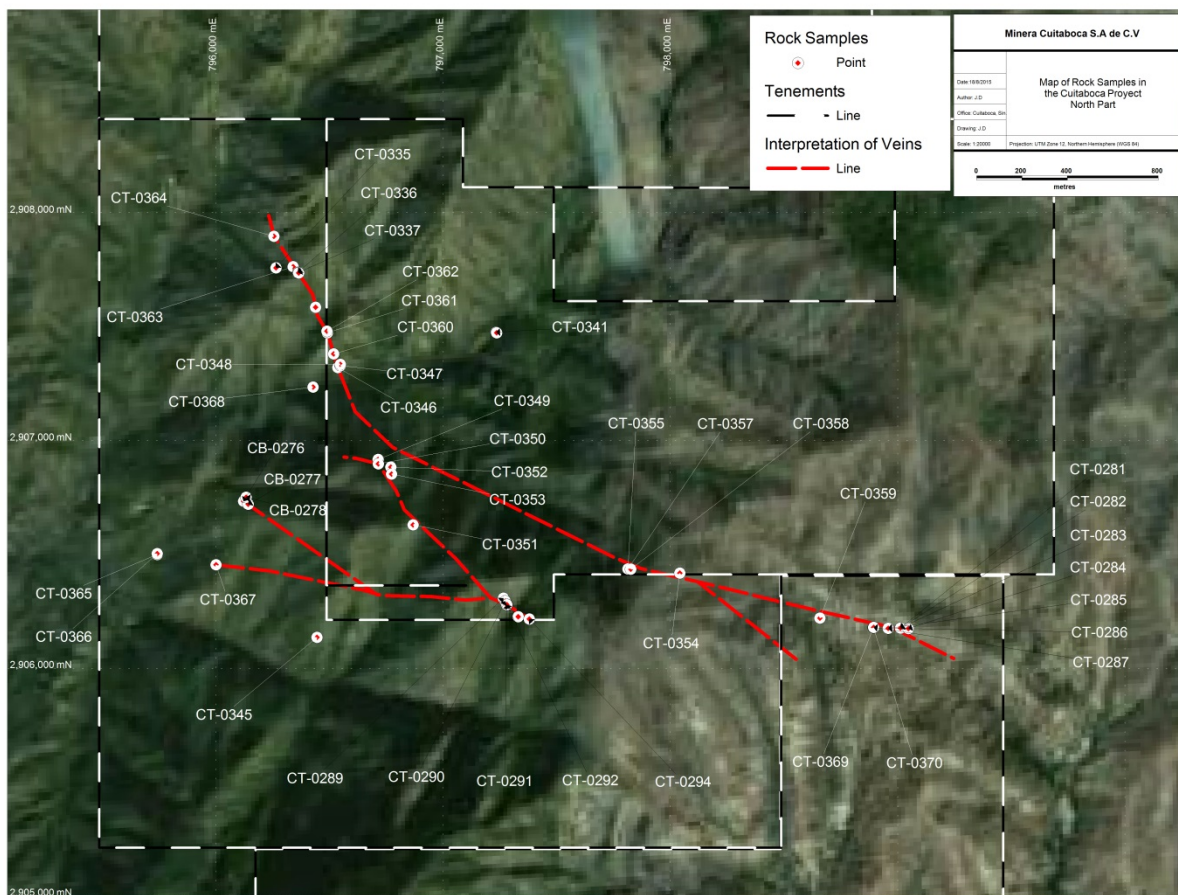 796,000 mE
797,000 mE
798,000 mE
Rock Samples
Point
Tenements
Line
Interpretation of Veins
Line
Minera Cuitaboca S.A de C.V
Author: J.D
Drawing: J.D
Scale: 1:20000
Map of Rock Samples in
the Cuitaboca Proyect
North Part
Projection: UTM Zone 12, Northern Hemisphere (WGS 84)
0 200 400 800
metres
2,908,000 mN
2,907,000 mN
2,906,000 mN
2,905,000 mN
CT-0335
CT-0336
CT-0364
CT-0337
CT-0362
CT-0361
CT-0363
CT-0360
CT-0341
CT-0348
CT-0347
CT-0368
CT-0346
CT-0349
CT-0355
CT-0357
CT-0358
CB-0276
CT-0350
CT-0352
CT-0281
CB-0277
CT-0353
CT-0359
CT-0282
CB-0278
CT-0351
CT-0283
CT-0284
CT-0365
CT-0367
CT-0285
CT-0366
CT-0354
CT-0286
CT-0287
CT-0345
CT-0369
CT-0370
CT-0289
CT-0290
CT-0291
CT-0292
CT-0294